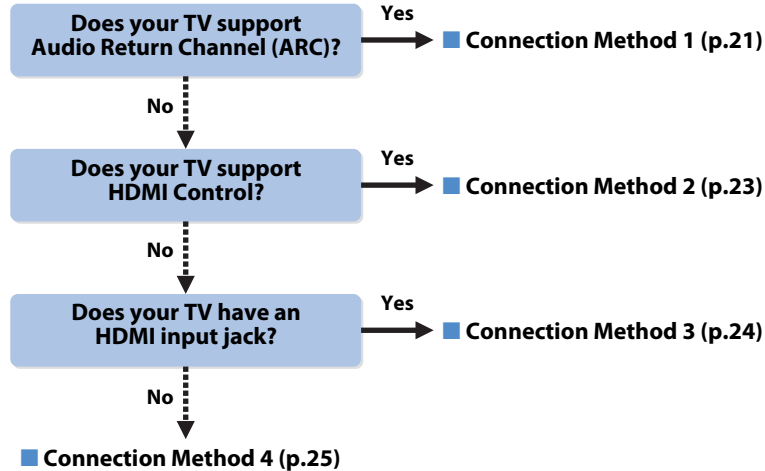 Does your TV support
Audio Return Channel (ARC)?
Yes
Connection Method 1 (p.21)
No
Does your TV support
HDMI Control?
Yes
Connection Method 2 (p.23)
No
Does your TV have an
HDMI input jack?
Yes
Connection Method 3 (p.24)
No
Connection Method 4 (p.25)